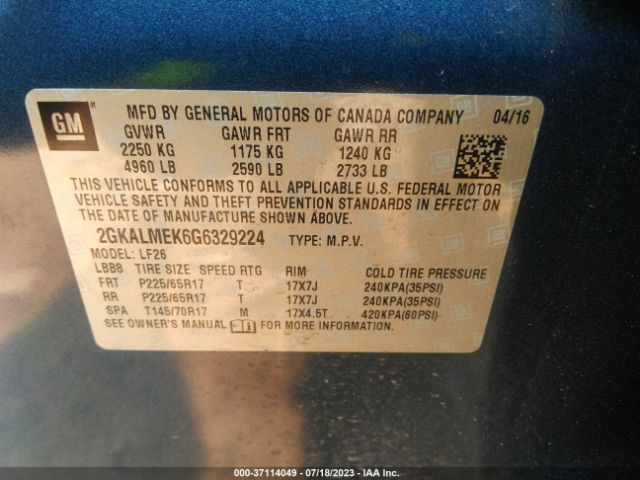 GM ®
MFD BY GENERAL MOTORS OF CANADA COMPANY 04/16
GVWR GAWR FRT GAWR RR
2250 KG 1175 KG 1240 KG
4960 LB 2590 LB 2733 LB
THIS VEHICLE CONFORMS TO ALL APPLICABLE U.S. FEDERAL MOTOR
VEHICLE SAFETY AND THEFT PREVENTION STANDARDS IN EFFECT ON
THE DATE OF MANUFACTURE SHOWN ABOVE.
2GKALMEK6G6329224 TYPE: M.P.V.
MODEL: LF26
LBB8 TIRE SIZE SPEED RTG RIM COLD TIRE PRESSURE
FRT P225/65R17 T 17X7J 240KPA(35PSI)
RR P225/65R17 T 17X7J 240KPA(35PSI)
SPA T145/70R17 M 17X4.5T 420KPA(60PSI)
SEE OWNER'S MANUAL FOR MORE INFORMATION
000-37114049 - 07/18/2023 - IAA Inc.